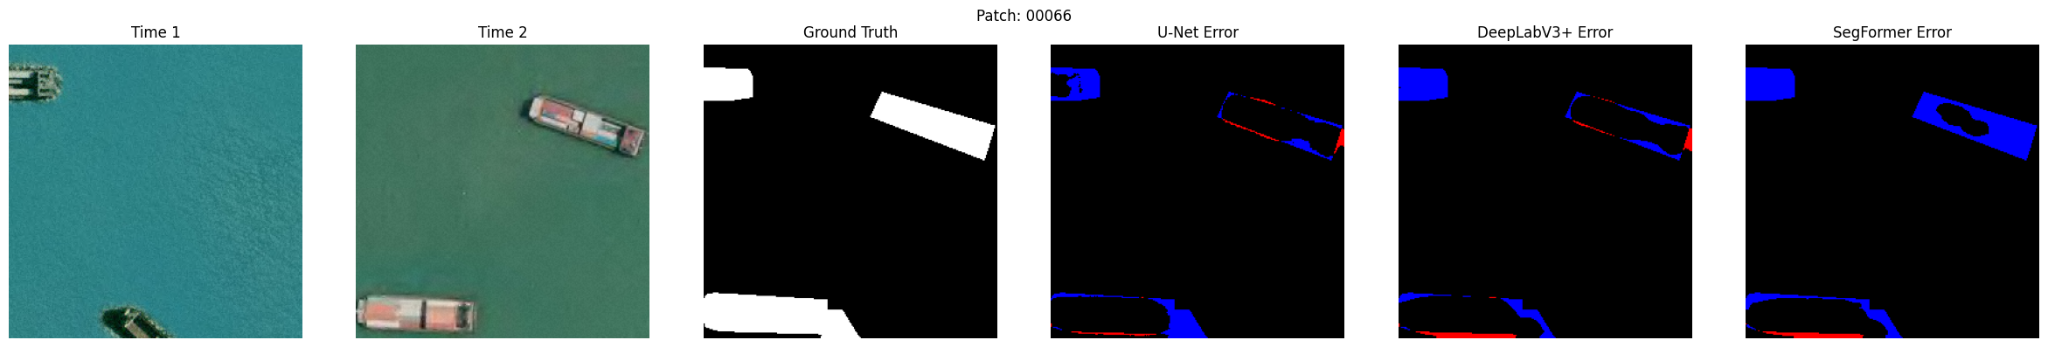 Patch: 00066
Time 1
Time 2
Ground Truth
U-Net Error
DeepLabV3+ Error
SegFormer Error